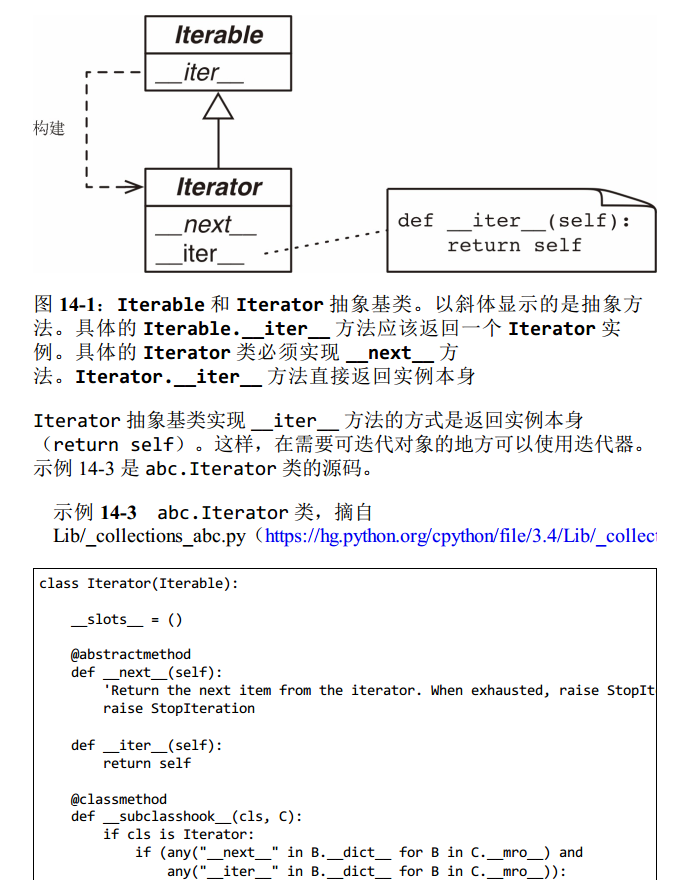 Iterable
__iter__
构建
Iterator
__next__
__iter__
def __iter__(self):
return self
图 14-1：Iterable 和 Iterator 抽象基类。以斜体显示的是抽象方
法。具体的 Iterable.__iter__ 方法应该返回一个 Iterator 实
例。具体的 Iterator 类必须实现 __next__ 方
法。Iterator.__iter__ 方法直接返回实例本身
Iterator 抽象基类实现 __iter__ 方法的方式是返回实例本身
（return self）。这样，在需要可迭代对象的地方可以使用迭代器。
示例 14-3 是 abc.Iterator 类的源码。
示例 14-3 abc.Iterator 类，摘自
Lib/_collections_abc.py（https://hg.python.org/cpython/file/3.4/Lib/_collect
class Iterator(Iterable):
__slots__ = ()
@abstractmethod
def __next__(self):
'Return the next item from the iterator. When exhausted, raise StopIt
raise StopIteration
def __iter__(self):
return self
@classmethod
def __subclasshook__(cls, C):
if cls is Iterator:
if (any("__next__" in B.__dict__ for B in C.__mro__) and
any("__iter__" in B.__dict__ for B in C.__mro__)):